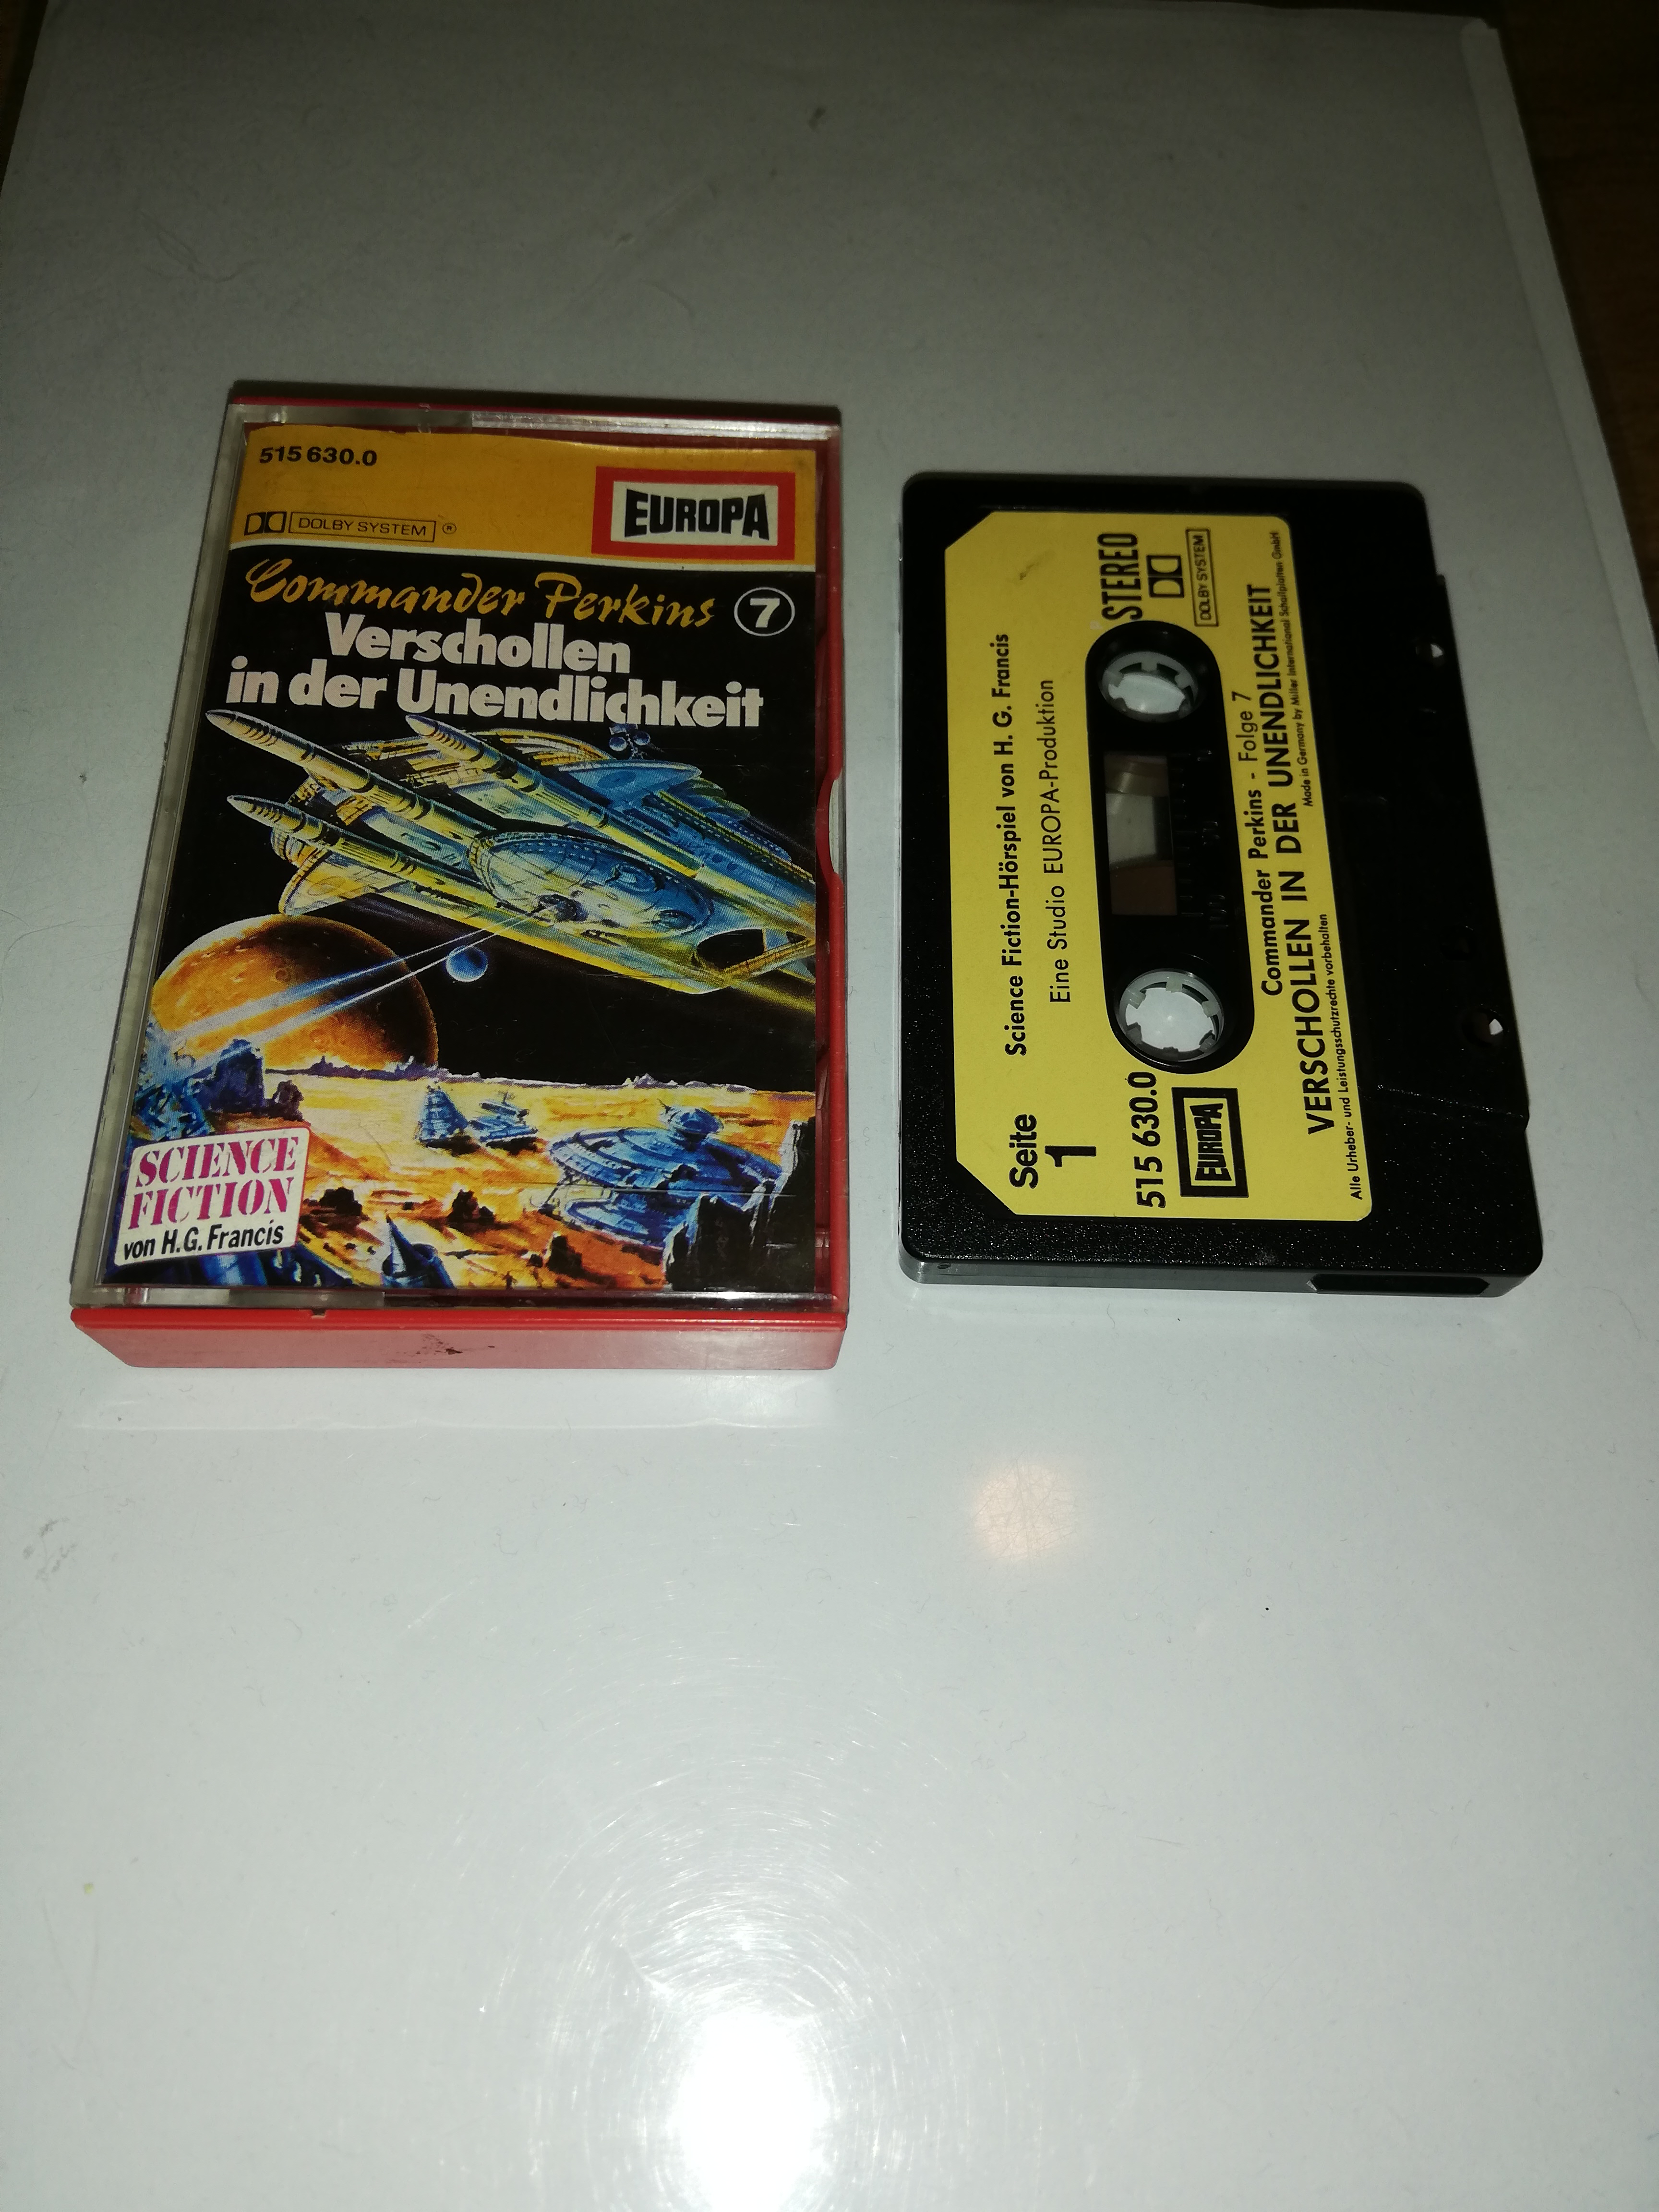 515 630.0
DOLBY SYSTEM ®
EUROPA
Commander Perkins 7
Verschollen
in der Unendlichkeit
SCIENCE
FICTION
von H.G. Francis
Science Fiction-Hörspiel von H. G. Francis
Eine Studio EUROPA-Produktion
Seite
1
STEREO
DOLBY SYSTEM
515 630.0
EUROPA
Commander Perkins - Folge 7
VERSCHOLLEN IN DER UNENDLICHKEIT
Made in Germany by Miller International Schallplatten GmbH
Alle Urheber- und Leistungsschutzrechte vorbehalten